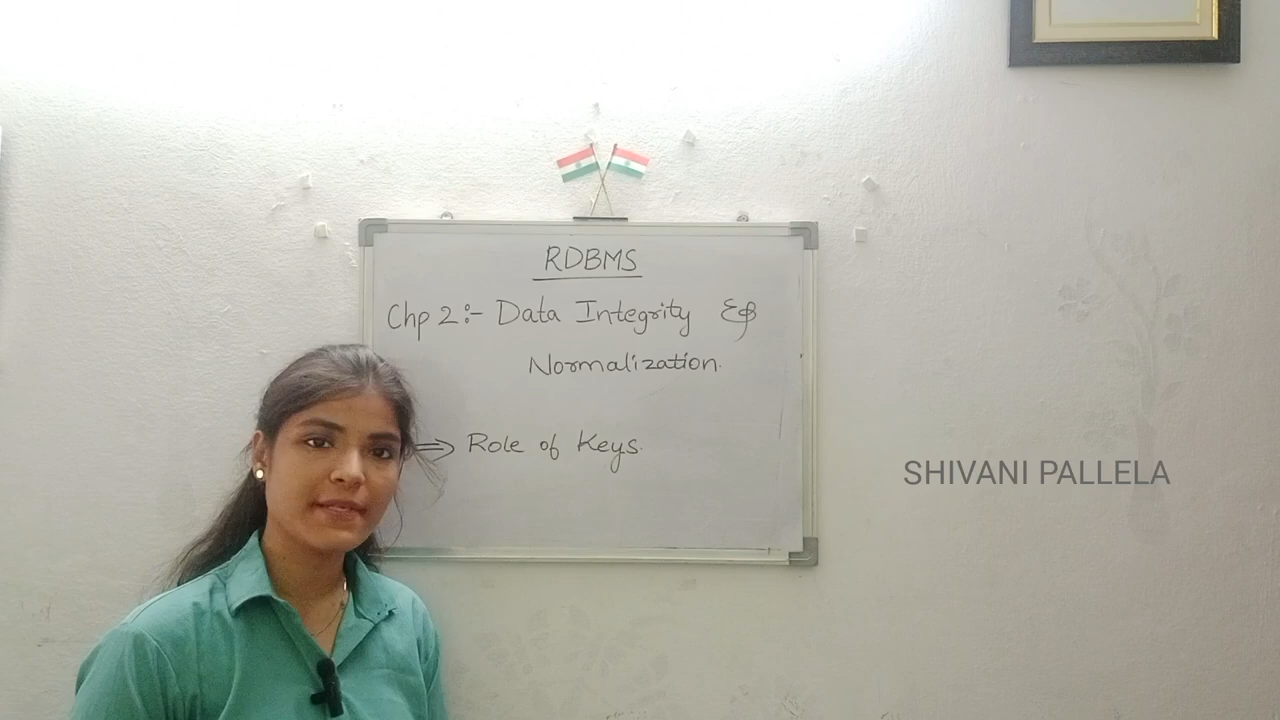 RDBMS
Chp 2:- Data Integrity &
Normalization.
⇒ Role of Keys.
SHIVANI PALLELA